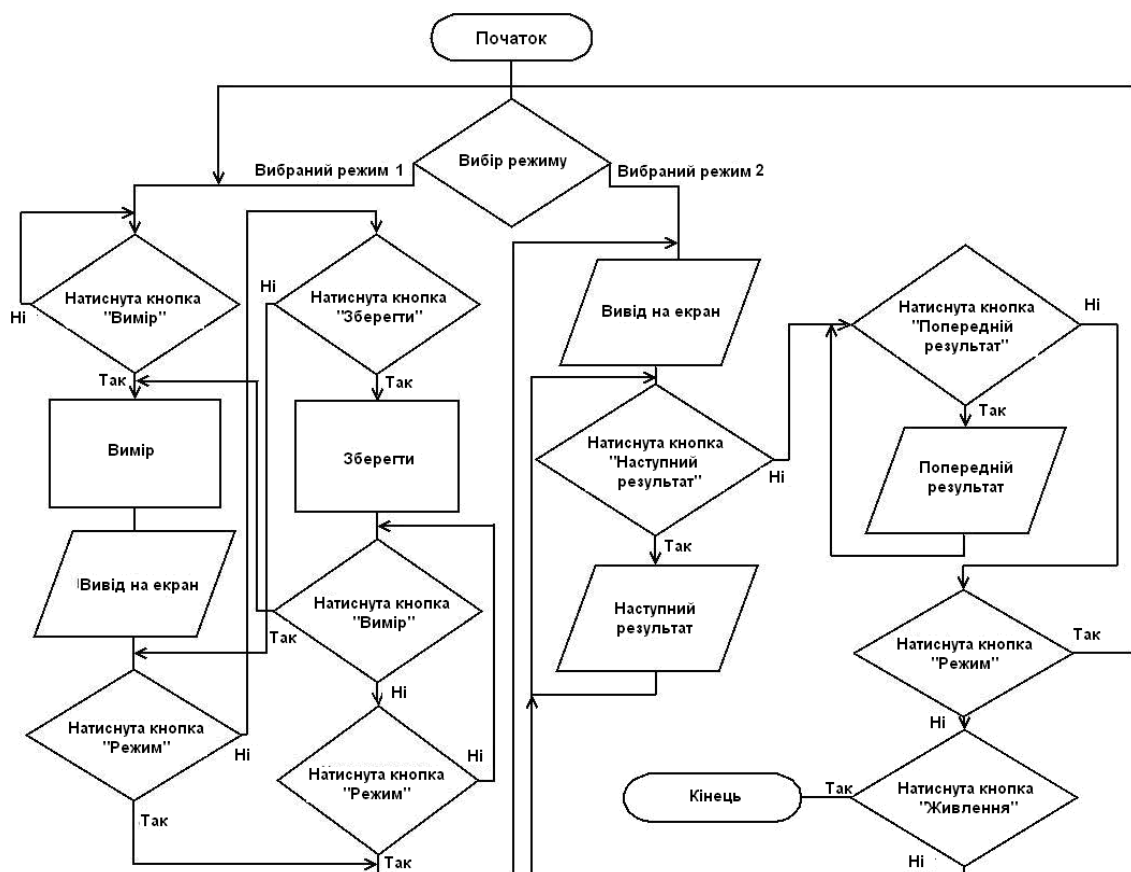 Початок
Вибір режиму
Вибраний режим 1
Вибраний режим 2
Натиснута кнопка
"Вимір"
Ні
Так
Натиснута кнопка
"Зберегти"
Ні
Так
Вивід на екран
Натиснута кнопка
"Попередній
результат"
Ні
Так
Вимір
Зберегти
Натиснута кнопка
"Наступний
результат"
Ні
Так
Попередній
результат
Вивід на екран
Натиснута кнопка
"Вимір"
Так
Ні
Наступний
результат
Натиснута кнопка
"Режим"
Так
Ні
Натиснута кнопка
"Режим"
Ні
Так
Натиснута кнопка
"Режим"
Ні
Так
Кінець
Так
Натиснута кнопка
"Живлення"
Ні